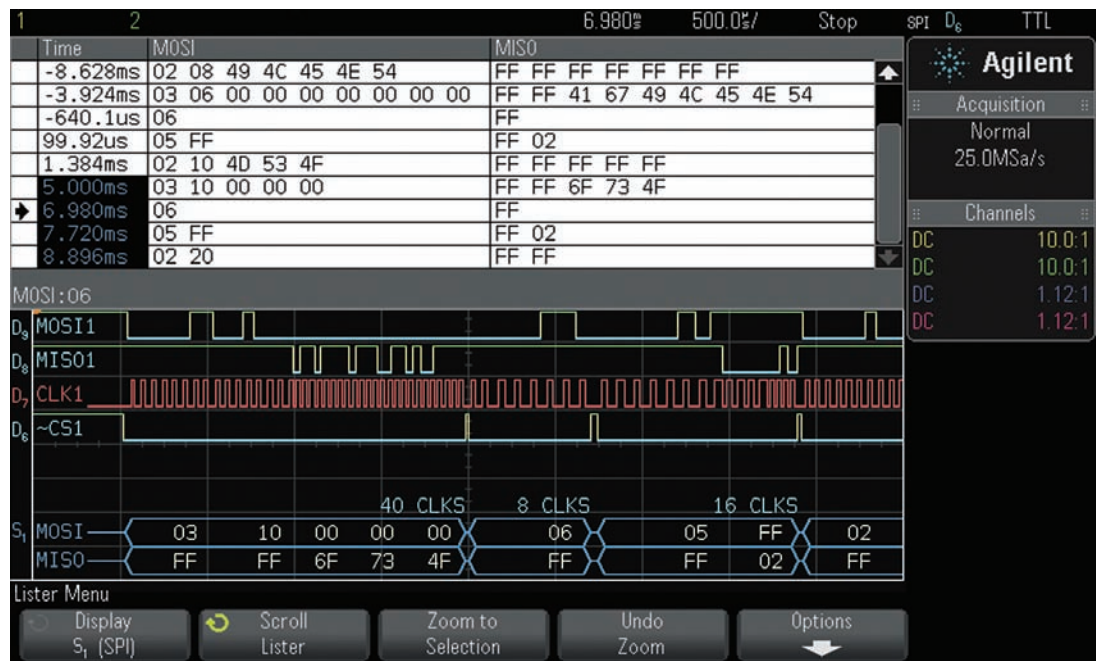 1 2 6.980ms 500.0us/ Stop SPI D6 TTL
Time MOSI MISO
-8.628ms 02 08 49 4C 45 4E 54 FF FF FF FF FF FF FF
-3.924ms 03 06 00 00 00 00 00 00 00 FF FF 41 67 49 4C 45 4E 54
-640.1us 06 FF
99.92us 05 FF FF 02
1.384ms 02 10 4D 53 4F FF FF FF FF FF
5.000ms 03 10 00 00 00 FF FF 6F 73 4F
6.980ms 06 FF
7.720ms 05 FF FF 02
8.896ms 02 20 FF FF
MOSI:06
D9 MOSI1
D8 MISO1
D7 CLK1
D6 ~CS1
40 CLKS 8 CLKS 16 CLKS
S1 MOSI 03 10 00 00 00 06 05 FF 02
MISO FF FF 6F 73 4F FF FF 02 FF
Agilent
Acquisition
Normal
25.0MSa/s
Channels
DC 10.0:1
DC 10.0:1
DC 1.12:1
DC 1.12:1
Lister Menu
Display
S1 (SPI)
Scroll
Lister
Zoom to
Selection
Undo
Zoom
Options